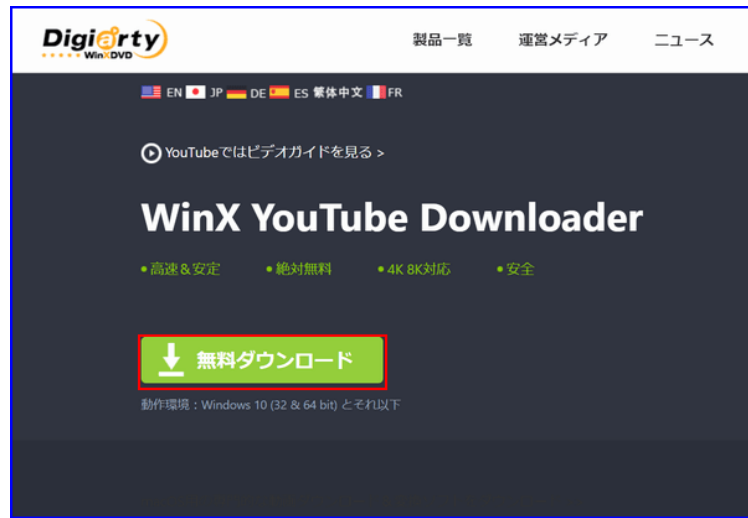 Digiarty
WinXDVD
製品一覧 運営メディア ニュース
EN JP DE ES 繁体中文 FR
YouTubeではビデオガイドを見る >
WinX YouTube Downloader
•高速&安定 •絶対無料 •4K 8K対応 •安全
無料ダウンロード
動作環境：Windows 10 (32 & 64 bit) とそれ以下